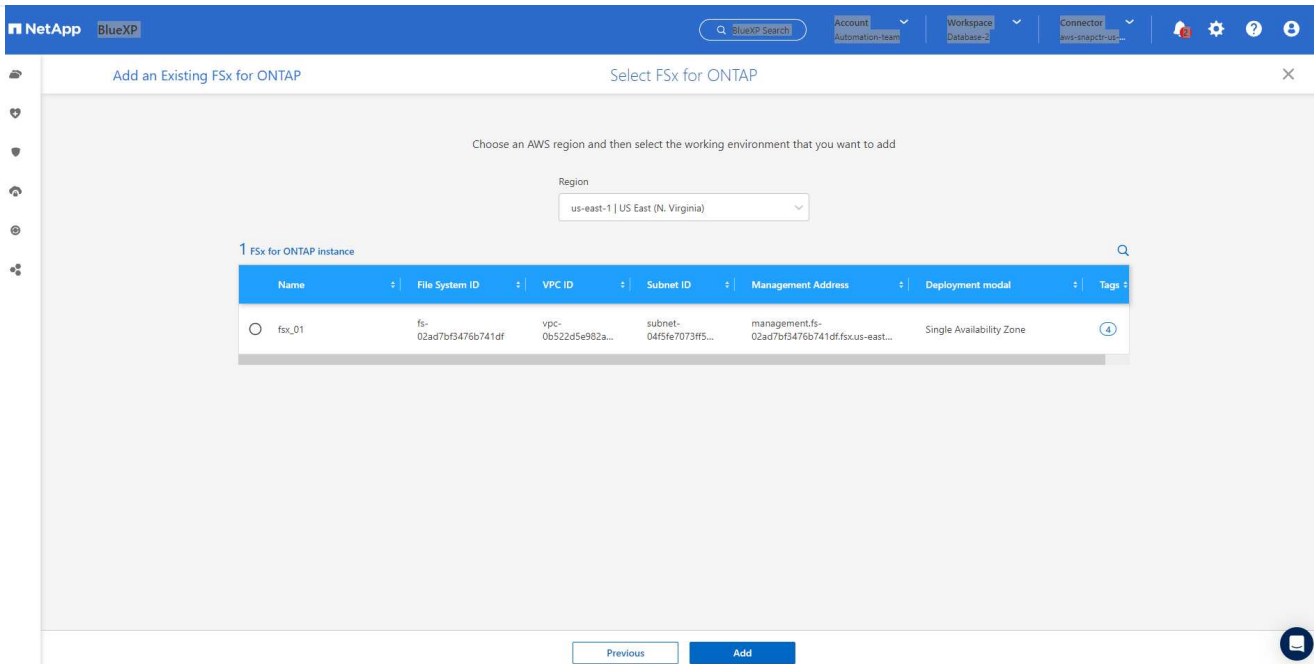 NetApp BlueXP
BlueXP Search
Account
Automation-team
Workspace
Database-2
Connector
aws-snapctr-us-...
2
Add an Existing FSx for ONTAP
Select FSx for ONTAP
Choose an AWS region and then select the working environment that you want to add
Region
us-east-1 | US East (N. Virginia)
1 FSx for ONTAP instance
Name File System ID VPC ID Subnet ID Management Address Deployment modal Tags
fsx_01 fs- vpc- subnet- management.fs- Single Availability Zone 4
02ad7bf3476b741df 0b522d5e982a... 04f5fe7073ff5... 02ad7bf3476b741df.fsx.us-east...
Previous Add